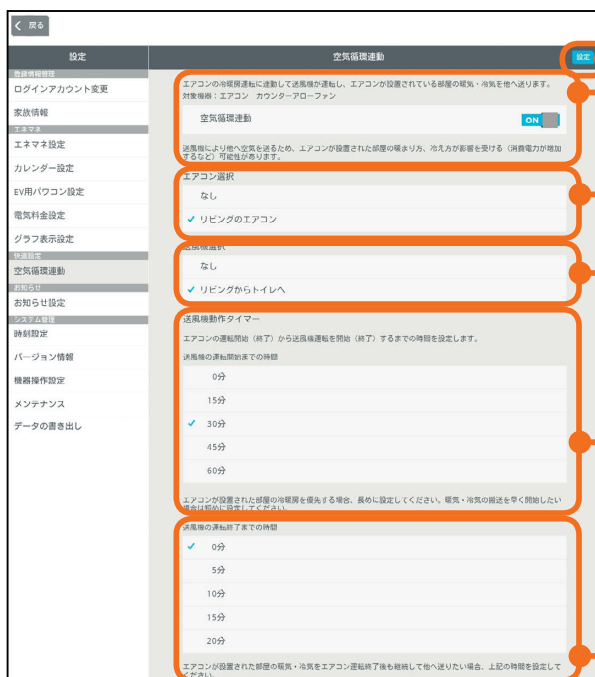 戻る
設定
空気循環連動
設定
登録情報管理
ログインアカウント変更
家族情報
エネマネ
エネマネ設定
カレンダー設定
EV用パワコン設定
電気料金設定
グラフ表示設定
快適設定
空気循環連動
お知らせ
お知らせ設定
システム管理
時刻設定
バージョン情報
機器操作設定
メンテナンス
データの書き出し
エアコンの冷暖房運転に連動して送風機が運転し、エアコンが設置されている部屋の暖気・冷気を他へ送ります。
対象機器：エアコン カウンターアローファン
空気循環連動
ON
送風機により他へ空気を送るため、エアコンが設置された部屋の暖まり方、冷え方が影響を受ける（消費電力が増加
するなど）可能性があります。
エアコン選択
なし
リビングのエアコン
送風機選択
なし
リビングからトイレへ
送風機動作タイマー
エアコンの運転開始（終了）から送風機運転を開始（終了）するまでの時間を設定します。
送風機の運転開始までの時間
0分
15分
30分
45分
60分
エアコンが設置された部屋の冷暖房を優先する場合、長めに設定してください。暖気・冷気の搬送を早く開始したい
場合は短めに設定してください。
送風機の運転終了までの時間
0分
5分
10分
15分
20分
エアコンが設置された部屋の暖気・冷気をエアコン運転終了後も継続して他へ送りたい場合、上記の時間を設定して
ください。